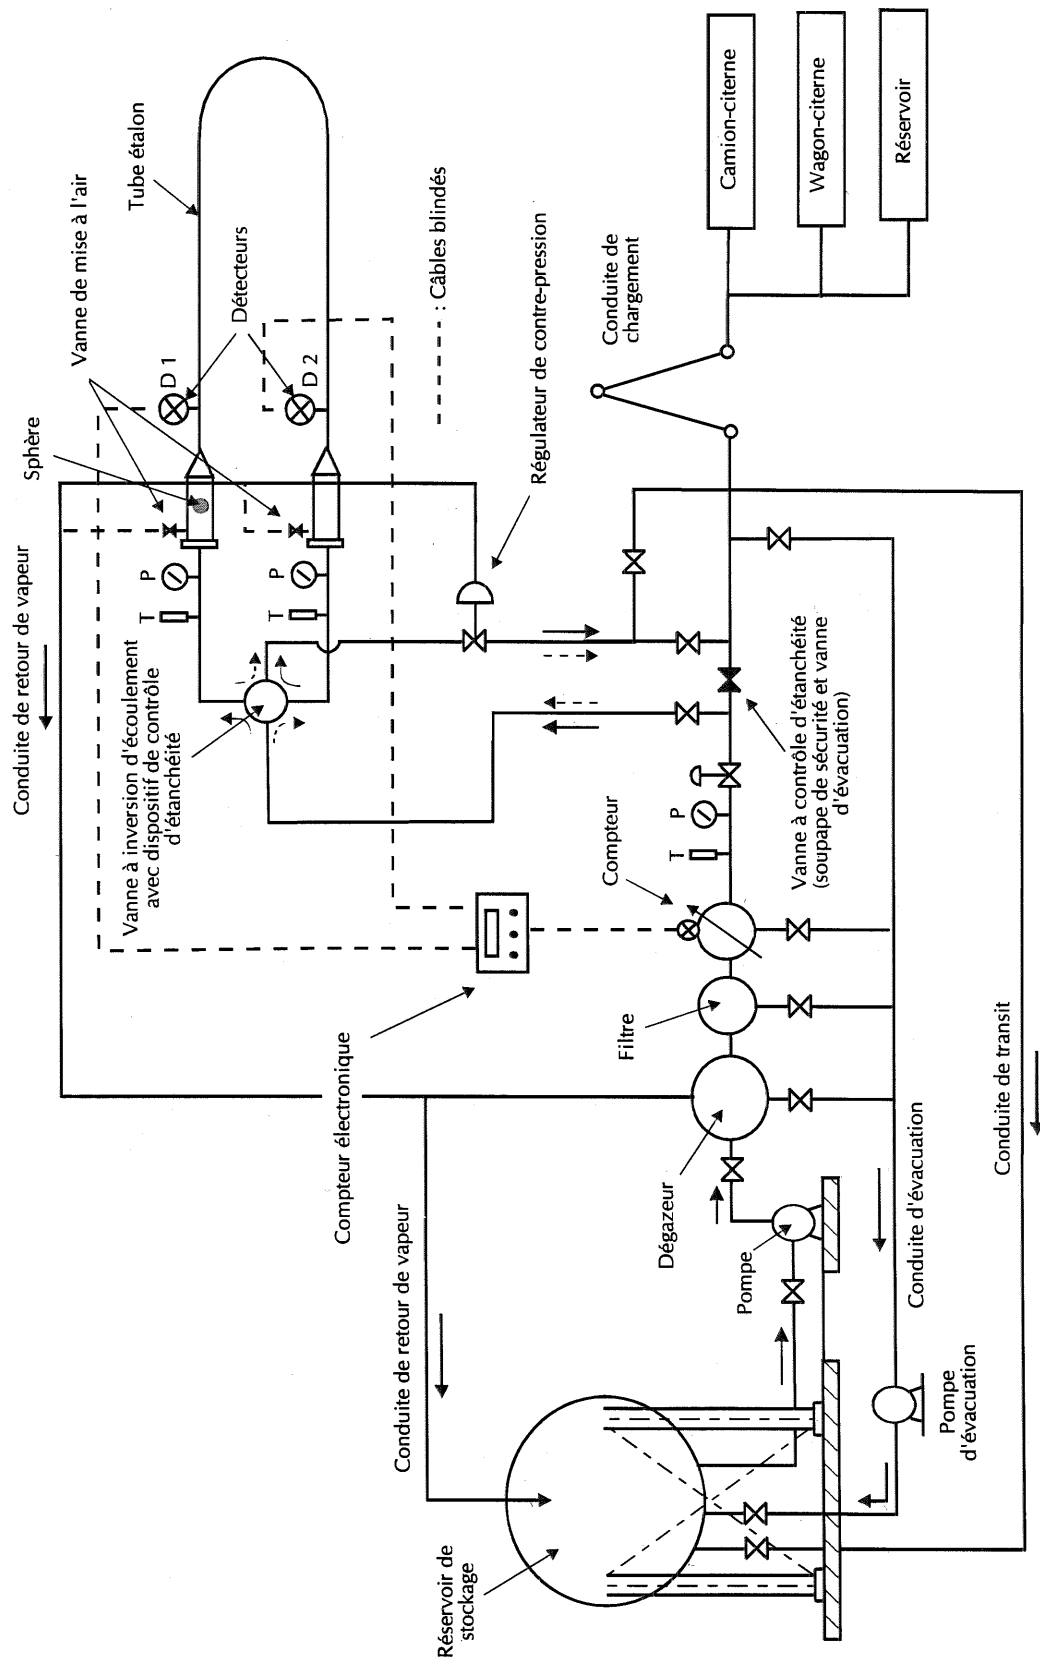 Conduite de retour de vapeur
Vanne à inversion d'écoulement
avec dispositif de contrôle
d'étanchéité
T
P
T
P
Sphère
Vanne de mise à l'air
D 1
Détecteurs
D 2
Tube étalon
: Câbles blindés
Régulateur de contre-pression
Compteur électronique
Filtre
Compteur
T
P
Vanne à contrôle d'étanchéité
(soupape de sécurité et vanne
d'évacuation)
Conduite de
chargement
Camion-citerne
Wagon-citerne
Réservoir
Réservoir de
stockage
Conduite de retour de vapeur
Dégazeur
Pompe
Pompe
d'évacuation
Conduite d'évacuation
Conduite de transit